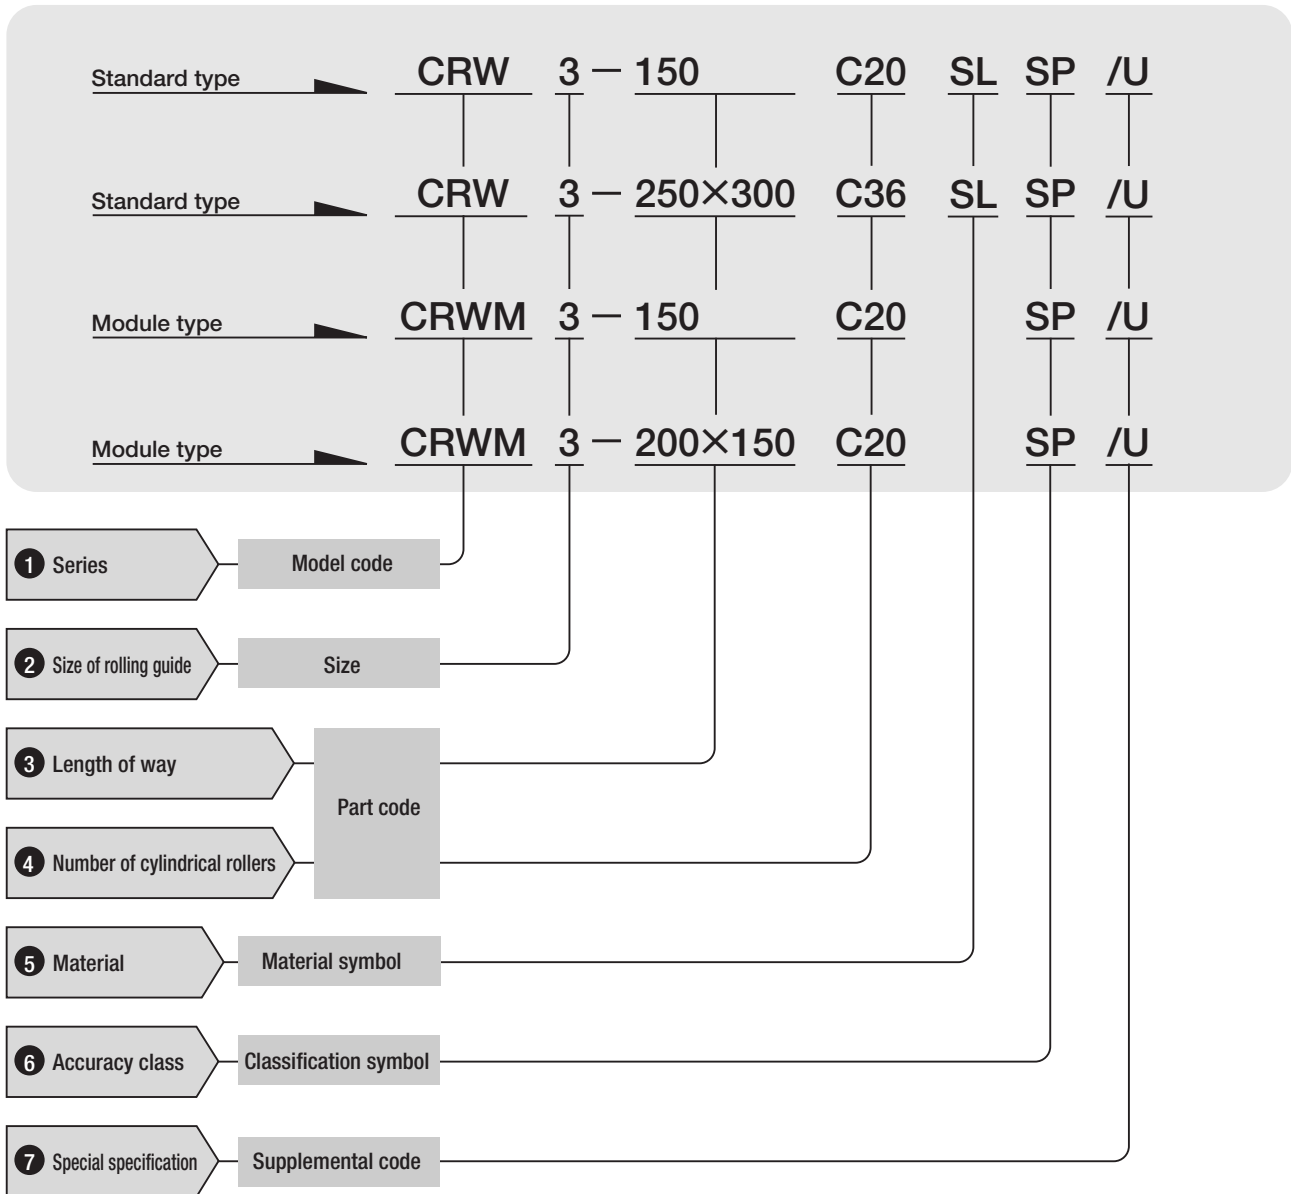 Standard type CRW 3 — 150 C20 SL SP /U
Standard type CRW 3 — 250×300 C36 SL SP /U
Module type CRWM 3 — 150 C20 SP /U
Module type CRWM 3 — 200×150 C20 SP /U
1 Series Model code
2 Size of rolling guide Size
3 Length of way
Part code
4 Number of cylindrical rollers
5 Material Material symbol
6 Accuracy class Classification symbol
7 Special specification Supplemental code